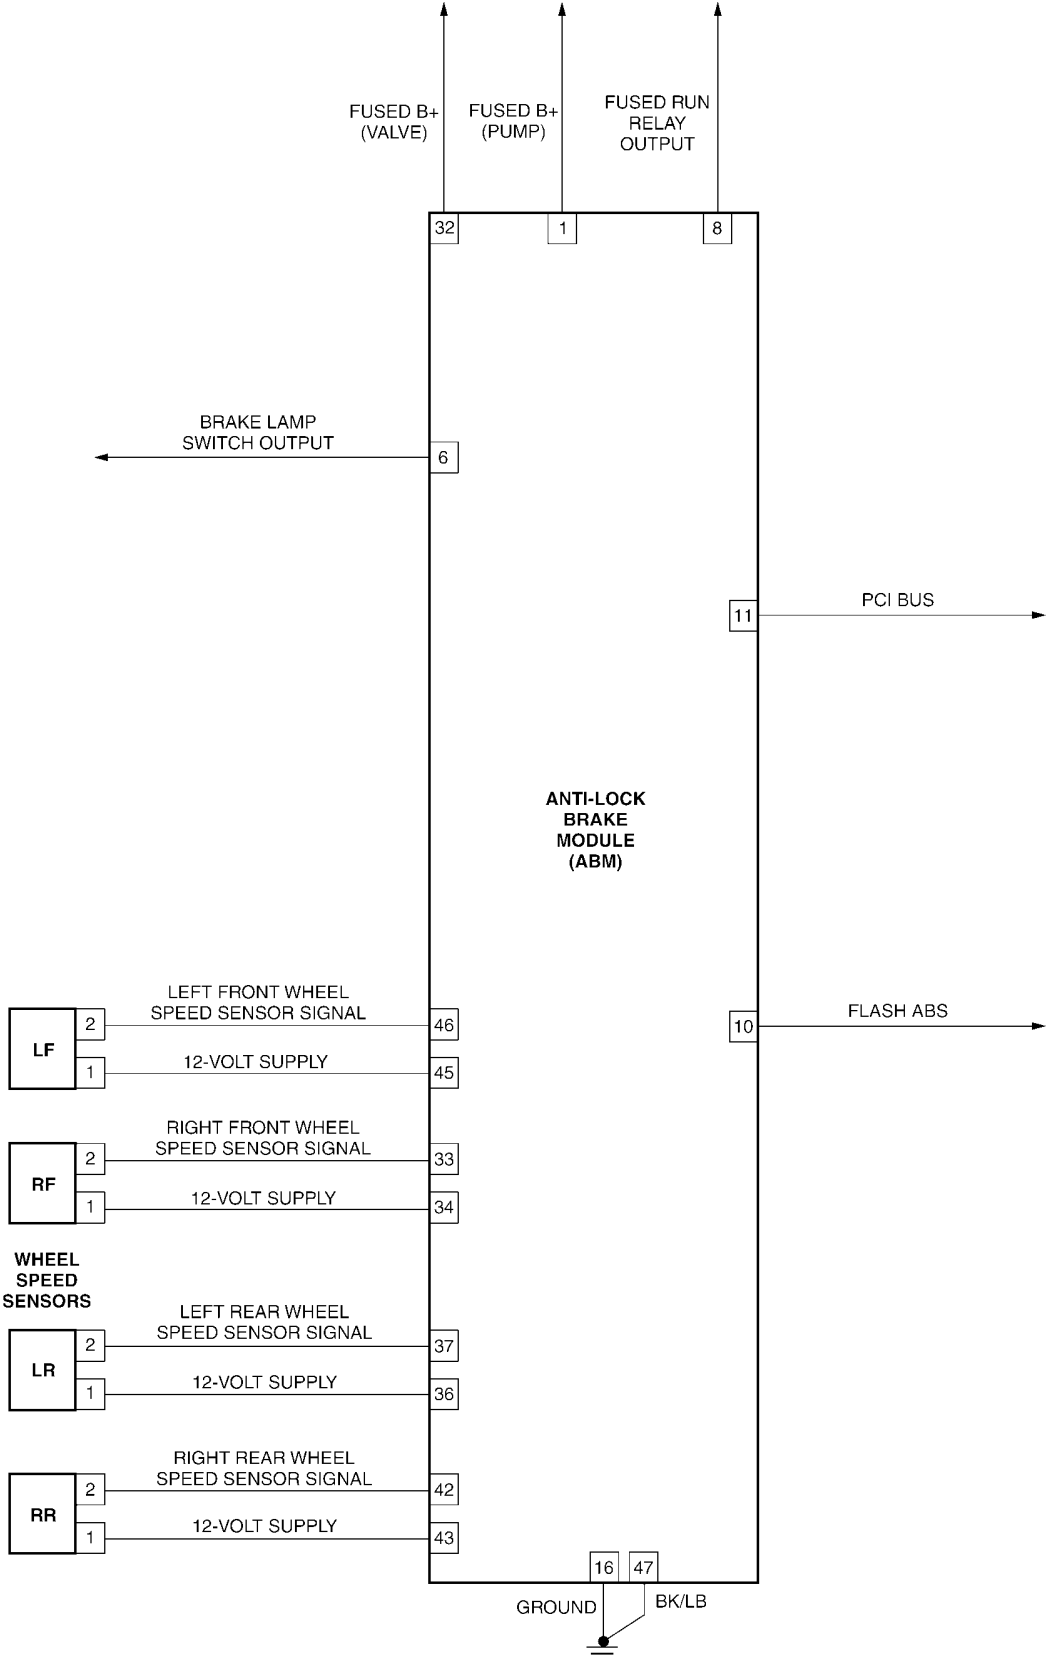 FUSED B+
(VALVE)
FUSED B+
(PUMP)
FUSED RUN
RELAY
OUTPUT
32
1
8
BRAKE LAMP
SWITCH OUTPUT
6
PCI BUS
11
ANTI-LOCK
BRAKE
MODULE
(ABM)
FLASH ABS
10
LEFT FRONT WHEEL
SPEED SENSOR SIGNAL
LF
2
46
12-VOLT SUPPLY
1
45
RIGHT FRONT WHEEL
SPEED SENSOR SIGNAL
RF
2
33
12-VOLT SUPPLY
1
34
WHEEL
SPEED
SENSORS
LEFT REAR WHEEL
SPEED SENSOR SIGNAL
LR
2
37
12-VOLT SUPPLY
1
36
RIGHT REAR WHEEL
SPEED SENSOR SIGNAL
RR
2
42
12-VOLT SUPPLY
1
43
16
47
GROUND
BK/LB